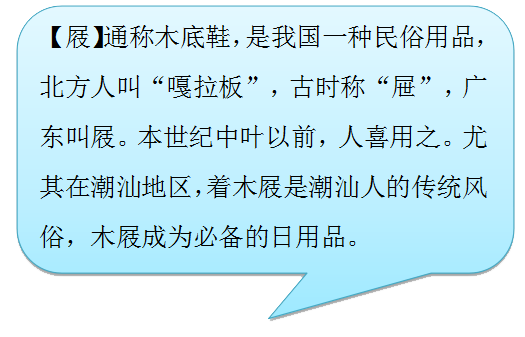 【屐】通称木底鞋，是我国一种民俗用品，
北方人叫“嘎拉板”，古时称“屉”，广
东叫屐。本世纪中叶以前，人喜用之。尤
其在潮汕地区，着木屐是潮汕人的传统风
俗，木屐成为必备的日用品。